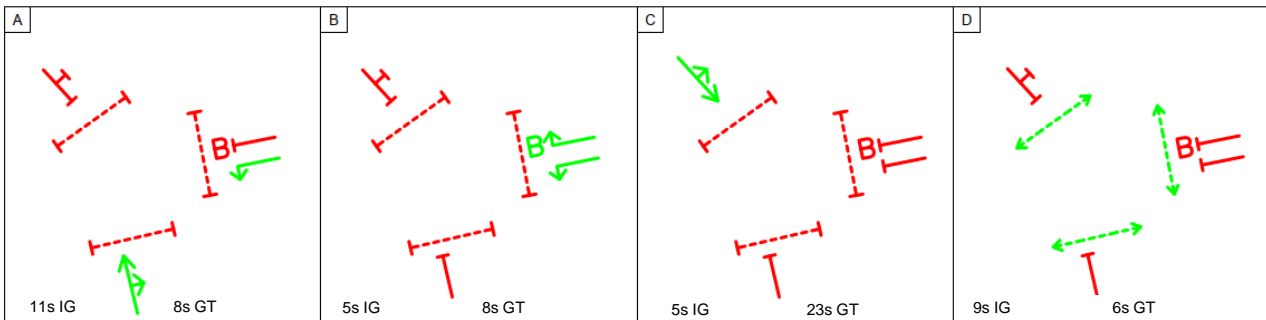 A
B
11s IG 8s GT
B
B
5s IG 8s GT
C
B
5s IG 23s GT
D
B
9s IG 6s GT